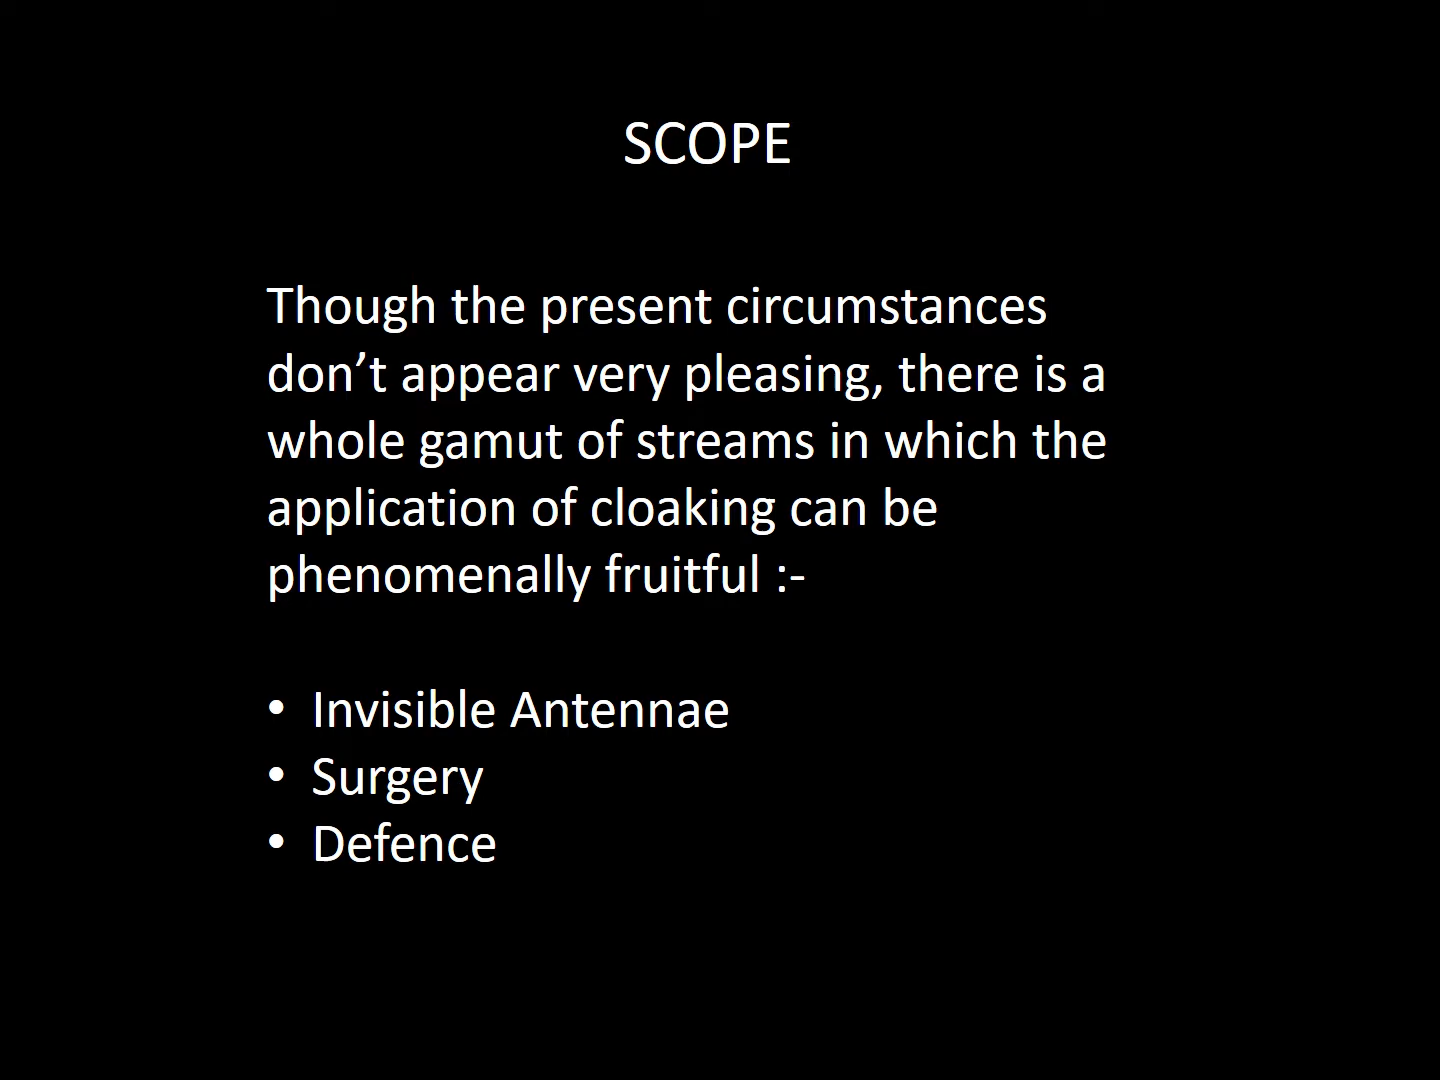 SCOPE
Though the present circumstances
don’t appear very pleasing, there is a
whole gamut of streams in which the
application of cloaking can be
phenomenally fruitful :-
• Invisible Antennae
• Surgery
• Defence